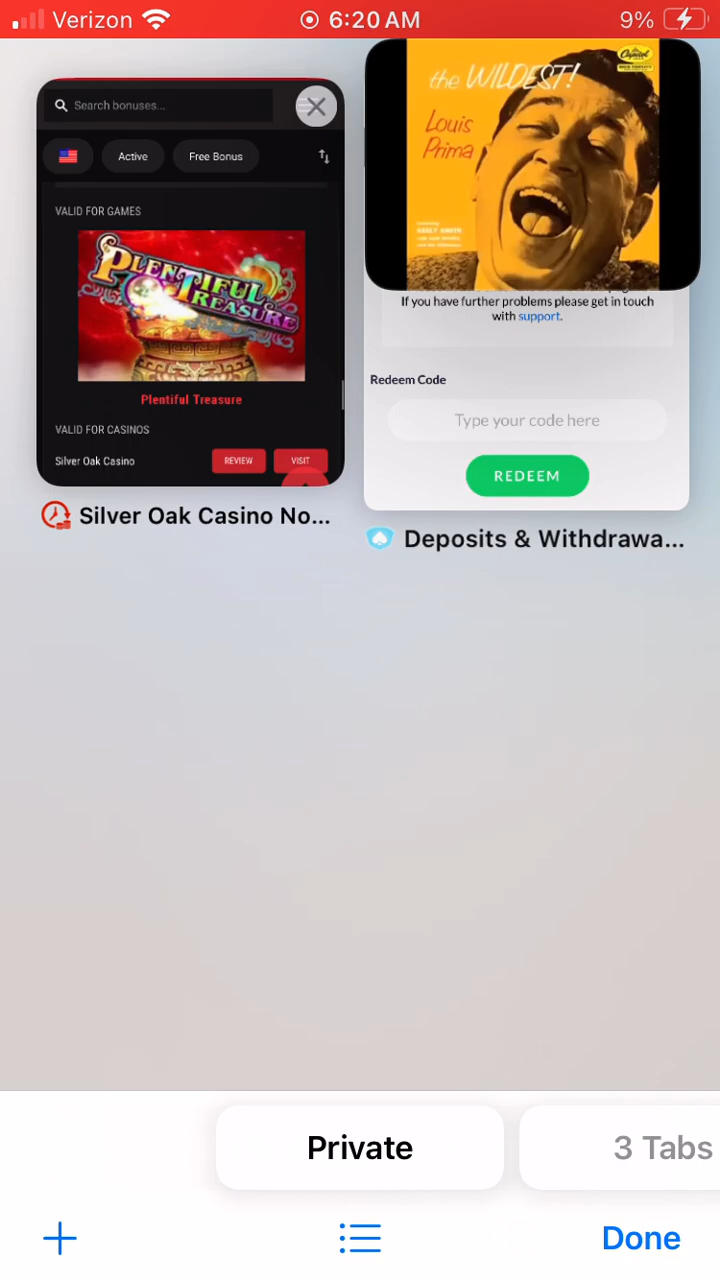 Verizon 6:20 AM 9%
Search bonuses...
Active Free Bonus
VALID FOR GAMES
PLENTIFUL
TREASURE
Plentiful Treasure
VALID FOR CASINOS
Silver Oak Casino REVIEW VISIT
Silver Oak Casino No...
Capitol
the WILDEST!
Louis
Prima
KEELY SMITH
If you have further problems please get in touch
with support.
Redeem Code
Type your code here
REDEEM
Deposits & Withdrawa...
Private 3 Tabs
Done